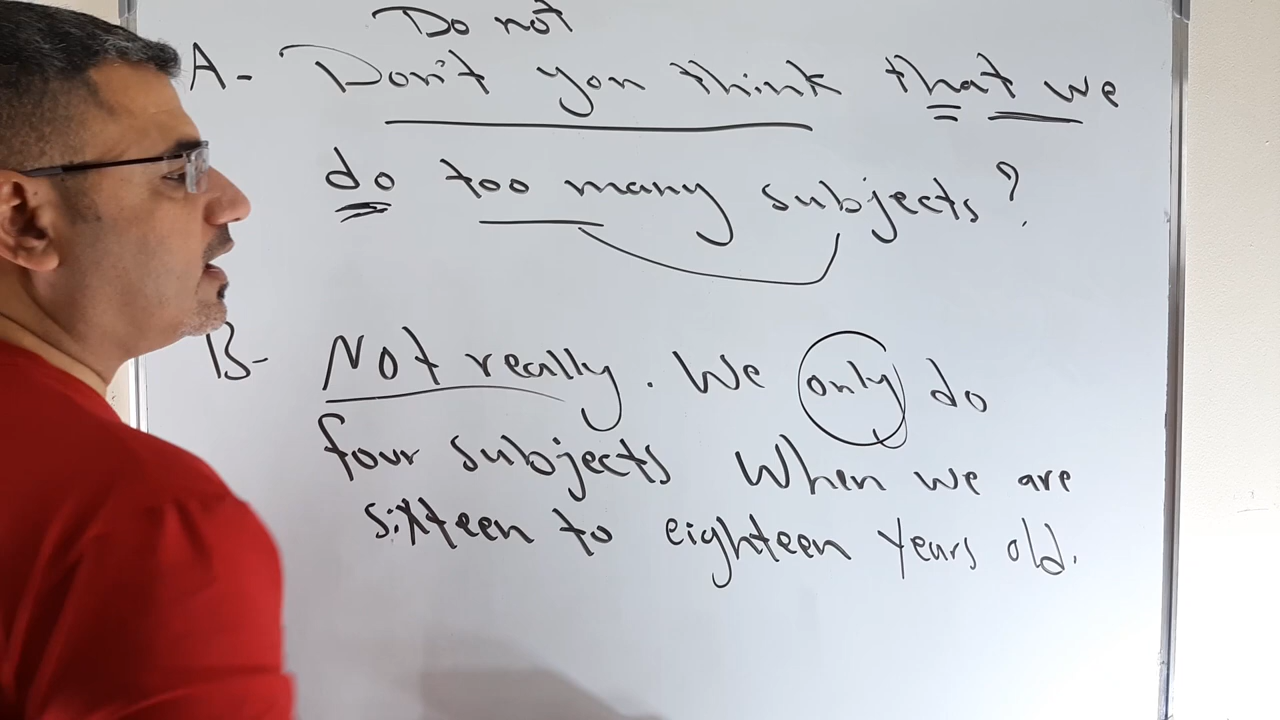 Do not
A- Don't you think that we
do too many subjects?
B- Not really. We only do
four subjects When we are
sixteen to eighteen years old.